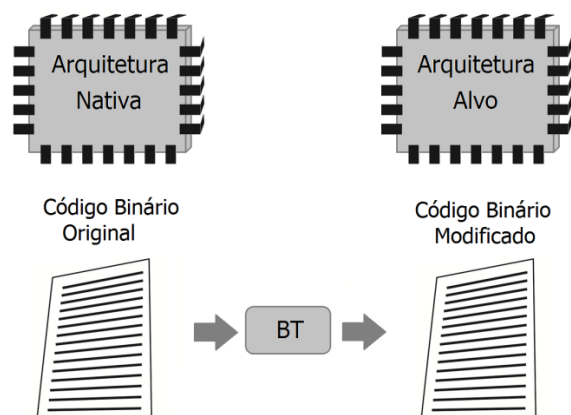 Arquitetura
Nativa
Arquitetura
Alvo
Código Binário
Original
Código Binário
Modificado
BT